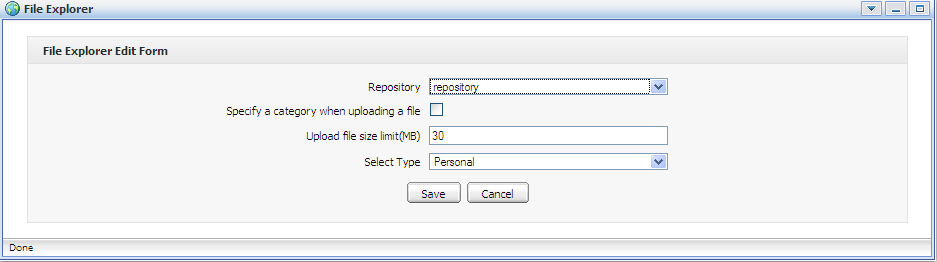 File Explorer
File Explorer Edit Form
Repository repository
Specify a category when uploading a file
Upload file size limit(MB) 30
Select Type Personal
Save Cancel
Done